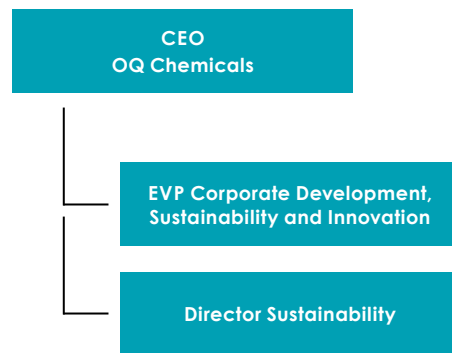 CEO
OQ Chemicals
EVP Corporate Development,
Sustainability and Innovation
Director Sustainability